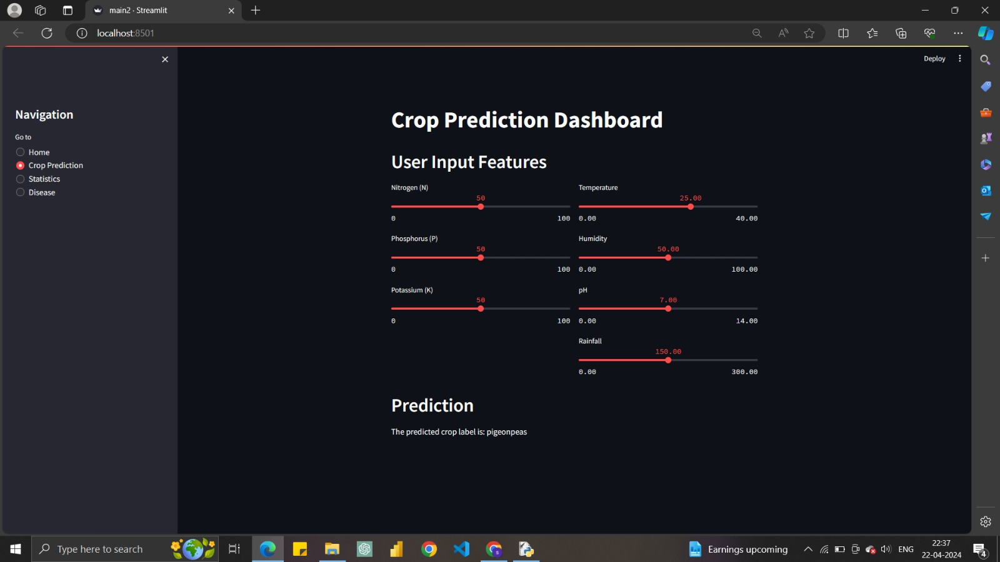 main2 · Streamlit
localhost:8501
Deploy
Navigation
Go to
Home
Crop Prediction
Statistics
Disease
Crop Prediction Dashboard
User Input Features
Nitrogen (N)
50
0 100
Phosphorus (P)
50
0 100
Potassium (K)
50
0 100
Temperature
25.00
0.00 40.00
Humidity
50.00
0.00 100.00
pH
7.00
0.00 14.00
Rainfall
150.00
0.00 300.00
Prediction
The predicted crop label is: pigeonpeas
Type here to search
Earnings upcoming
ENG
22:37
22-04-2024
4